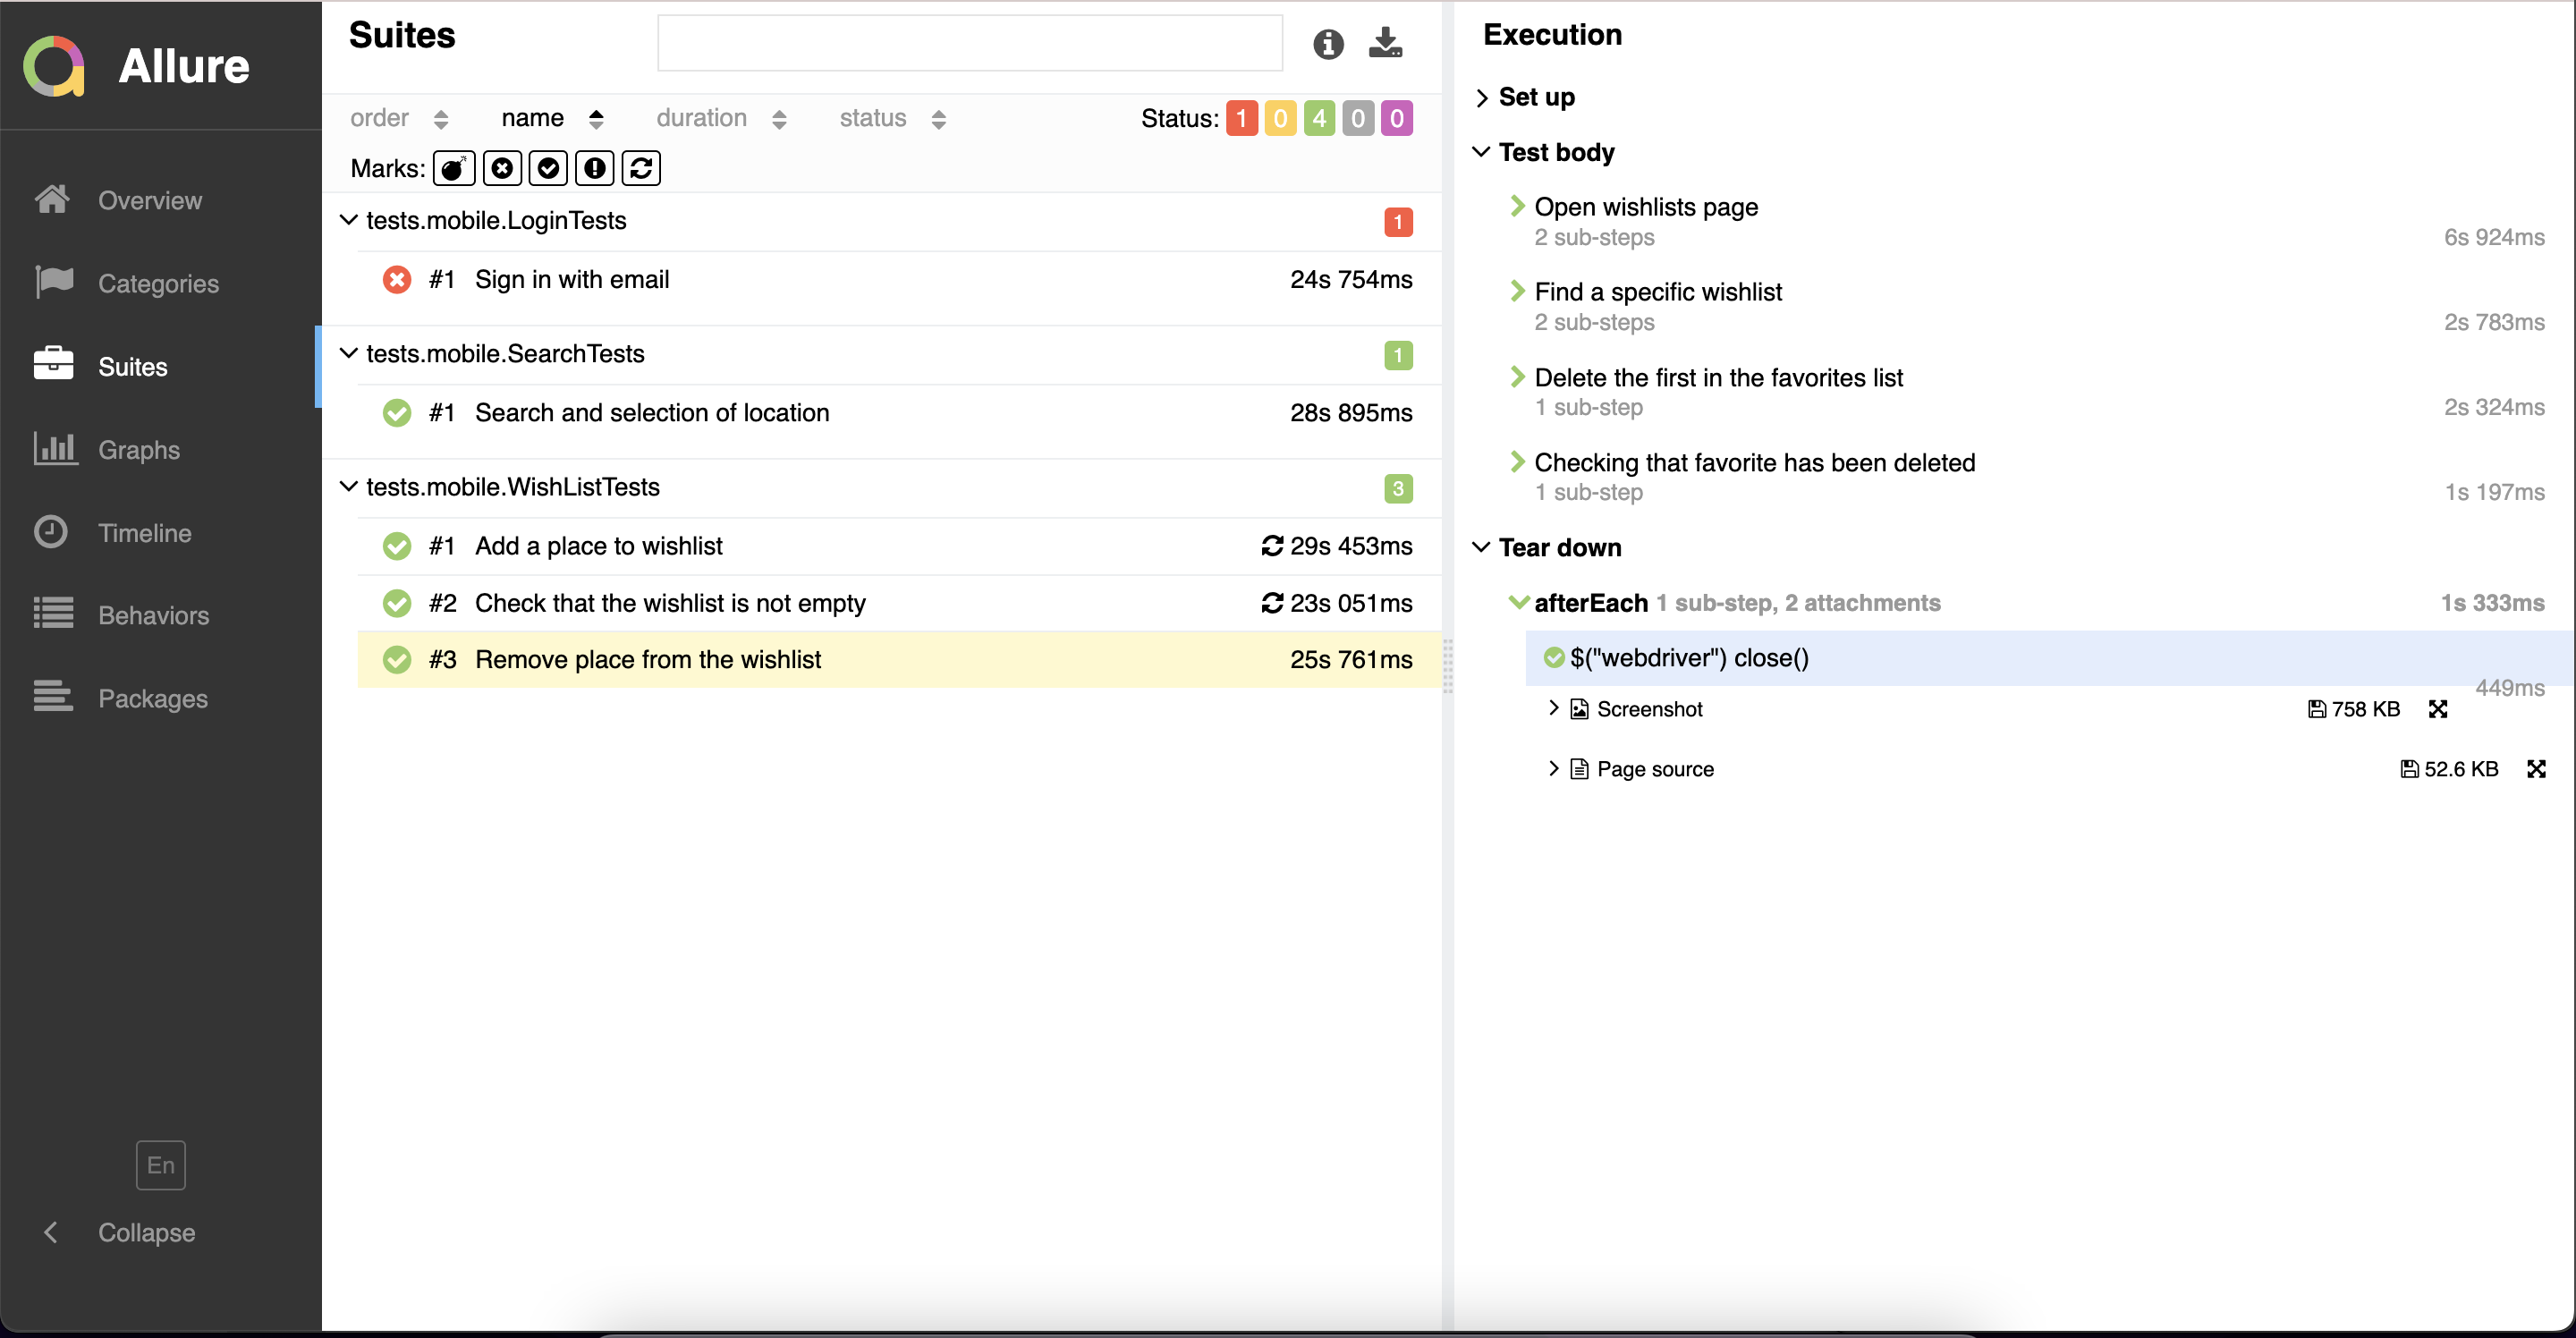 Allure
Overview
Categories
Suites
Graphs
Timeline
Behaviors
Packages
En
Collapse
Suites
order name duration status Status: 1 0 4 0 0
Marks:
tests.mobile.LoginTests 1
#1 Sign in with email 24s 754ms
tests.mobile.SearchTests 1
#1 Search and selection of location 28s 895ms
tests.mobile.WishListTests 3
#1 Add a place to wishlist 29s 453ms
#2 Check that the wishlist is not empty 23s 051ms
#3 Remove place from the wishlist 25s 761ms
Execution
Set up
Test body
Open wishlists page
2 sub-steps 6s 924ms
Find a specific wishlist
2 sub-steps 2s 783ms
Delete the first in the favorites list
1 sub-step 2s 324ms
Checking that favorite has been deleted
1 sub-step 1s 197ms
Tear down
afterEach 1 sub-step, 2 attachments 1s 333ms
$("webdriver") close()
449ms
Screenshot 758 KB
Page source 52.6 KB